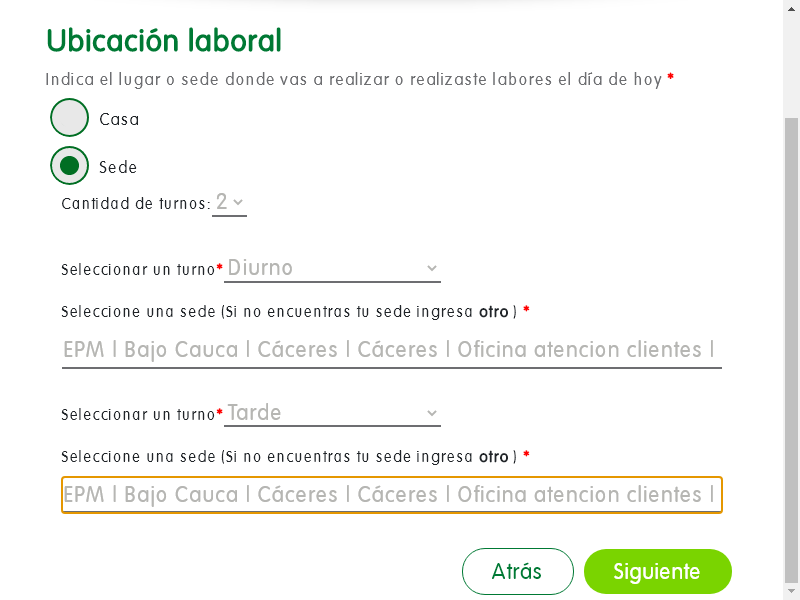 Ubicación laboral
Indica el lugar o sede donde vas a realizar o realizaste labores el día de hoy *
Casa
Sede
Cantidad de turnos: 2
Seleccionar un turno* Diurno
Seleccione una sede (Si no encuentras tu sede ingresa otro ) *
EPM | Bajo Cauca | Cáceres | Cáceres | Oficina atencion clientes |
Seleccionar un turno* Tarde
Seleccione una sede (Si no encuentras tu sede ingresa otro ) *
EPM | Bajo Cauca | Cáceres | Cáceres | Oficina atencion clientes |
Atrás Siguiente